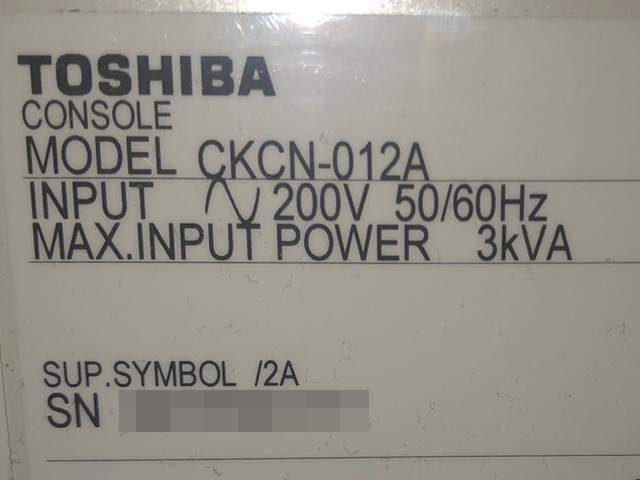 TOSHIBA
CONSOLE
MODEL CKCN-012A
INPUT ∿ 200V 50/60Hz
MAX.INPUT POWER 3kVA
SUP.SYMBOL /2A
SN